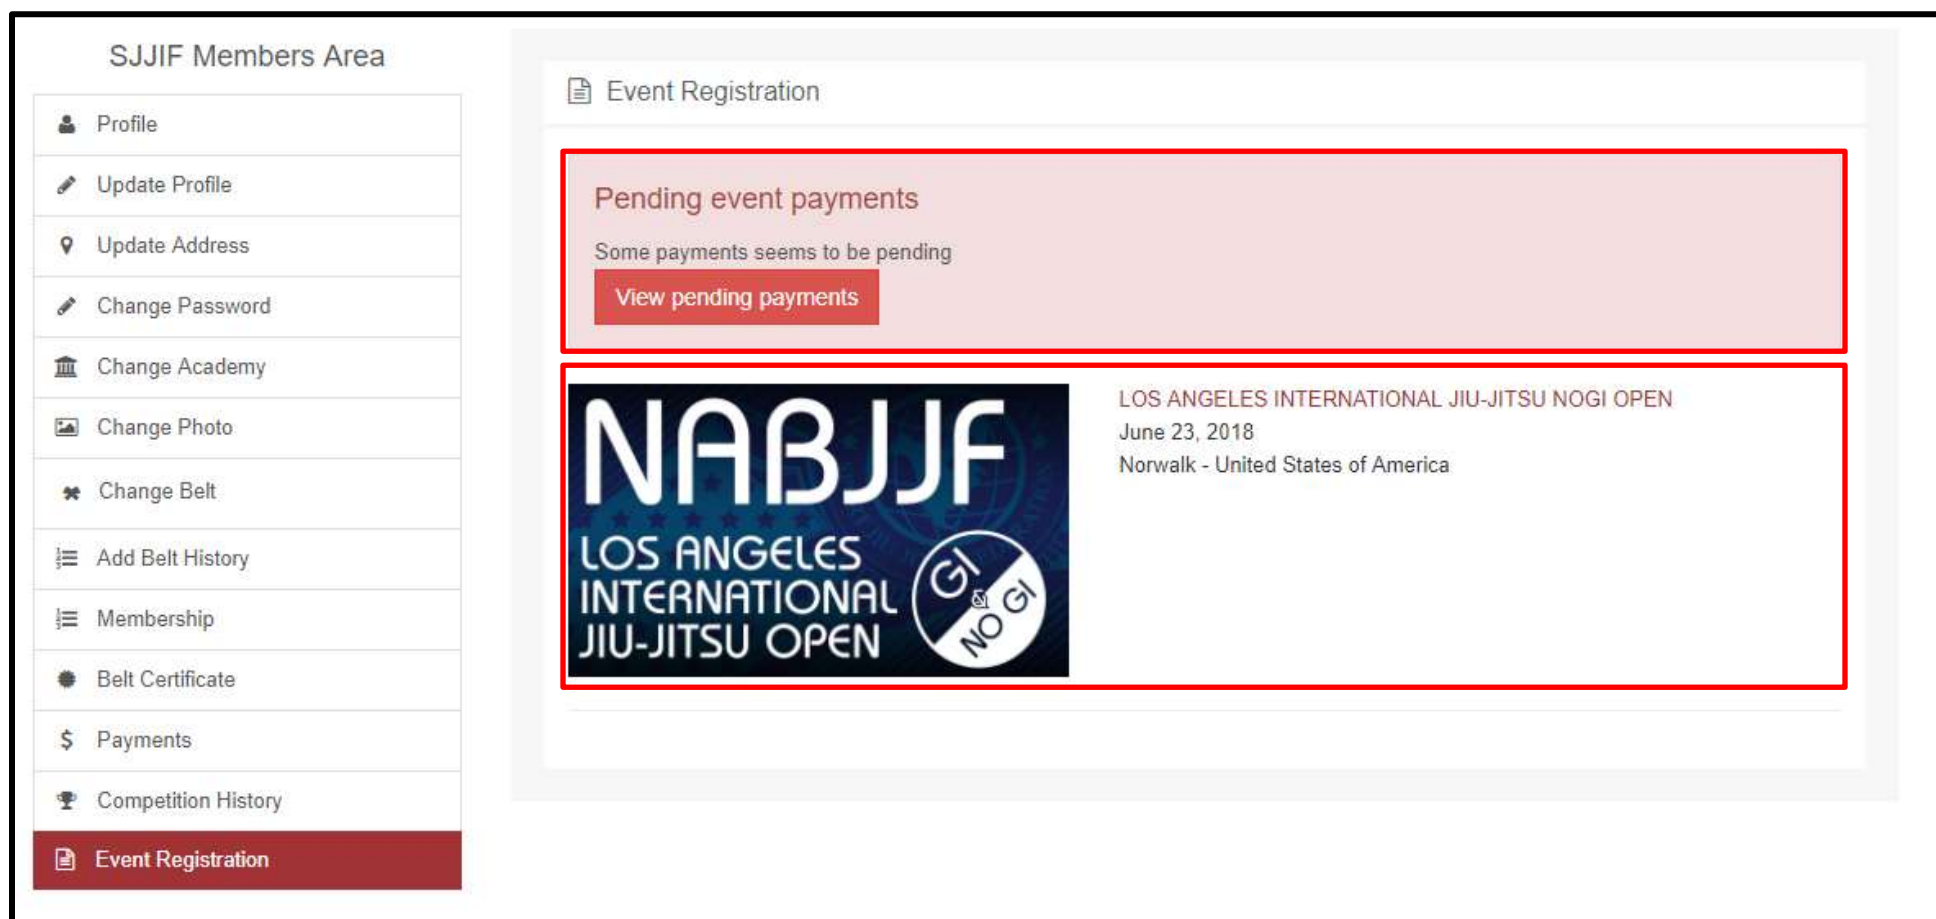 SJJIF Members Area
Profile
Update Profile
Update Address
Change Password
Change Academy
Change Photo
Change Belt
Add Belt History
Membership
Belt Certificate
Payments
Competition History
Event Registration
Event Registration
Pending event payments
Some payments seems to be pending
View pending payments
NABJJF
LOS ANGELES
INTERNATIONAL
JIU-JITSU OPEN
GI
&
NO GI
LOS ANGELES INTERNATIONAL JIU-JITSU NOGI OPEN
June 23, 2018
Norwalk - United States of America